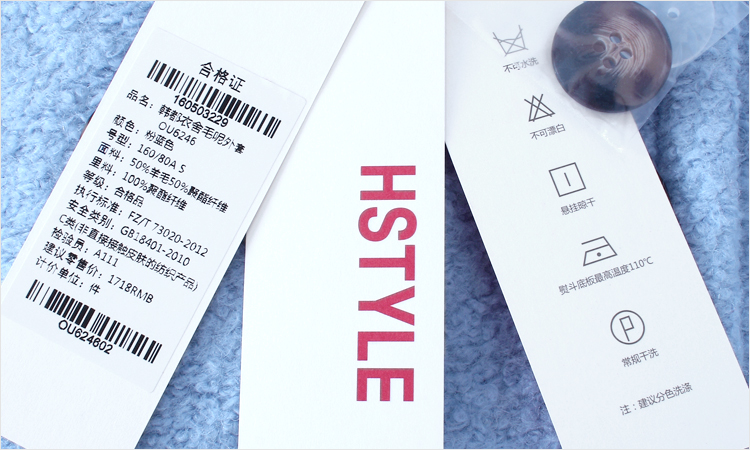 合格证
160503229
品名: 韩都衣舍毛呢外套
OU6246
颜色: 粉蓝色
号型: 160/80A S
面料: 50%羊毛50%聚酯纤维
里料: 100%聚酯纤维
等级: 合格品
执行标准: FZ/T 73020-2012
安全类别: GB18401-2010
C类(非直接接触皮肤的纺织产品)
检验员: A111
建议零售价: 1718RMB
计价单位: 件
OU624602
HSTYLE
不可水洗
不可漂白
悬挂晾干
熨斗底板最高温度110℃
P
常规干洗
注: 建议分色洗涤